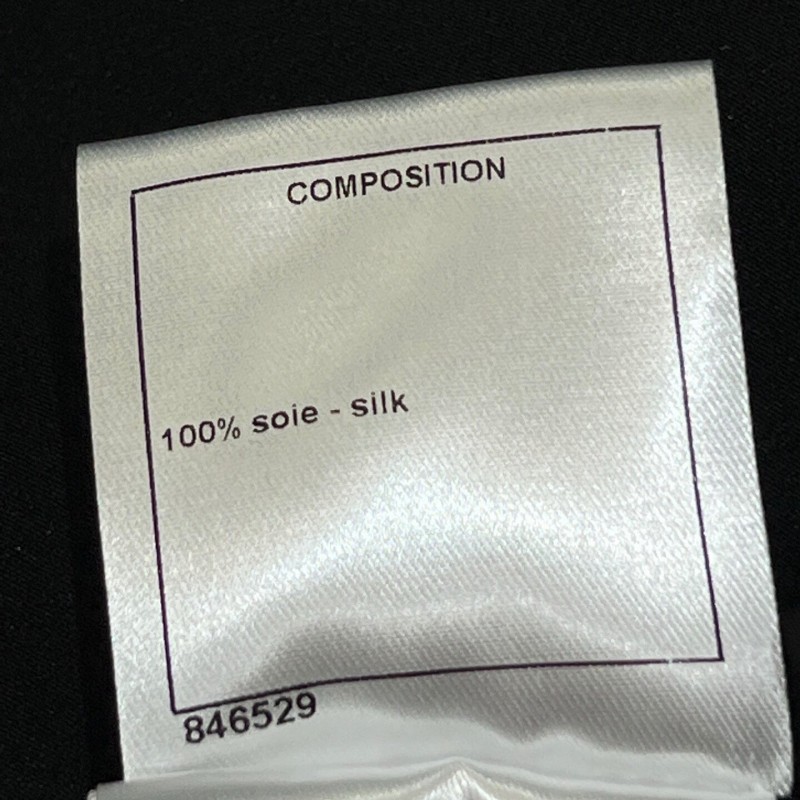 COMPOSITION
100% soie - silk
846529